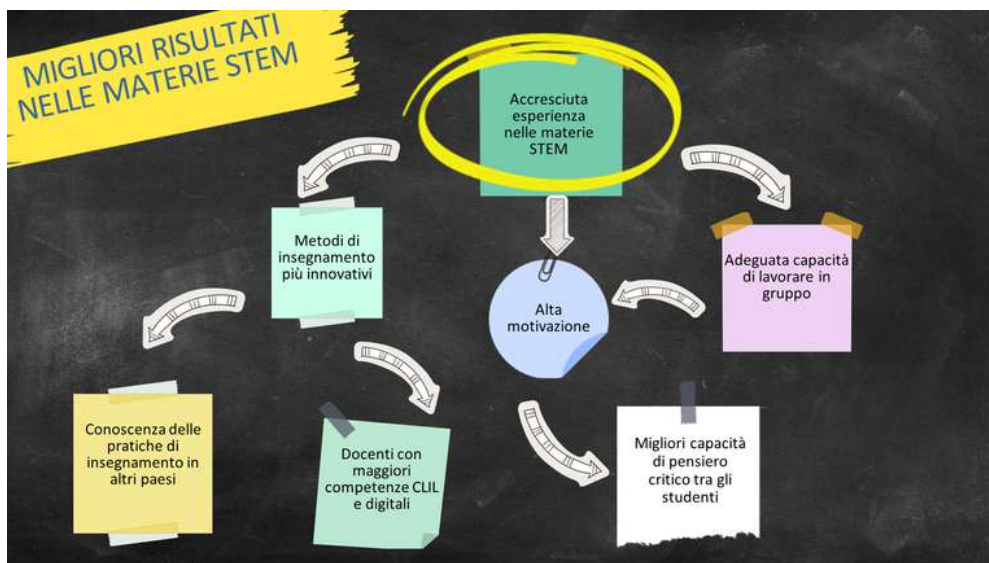 MIGLIORI RISULTATI
NELLE MATERIE STEM
Accresciuta
esperienza
nelle materie
STEM
Metodi di
insegnamento
più innovativi
Adeguata capacità
di lavorare in
gruppo
Alta
motivazione
Conoscenza delle
pratiche di
insegnamento in
altri paesi
Docenti con
maggiori
competenze CLIL
e digitali
Migliori capacità
di pensiero
critico tra gli
studenti